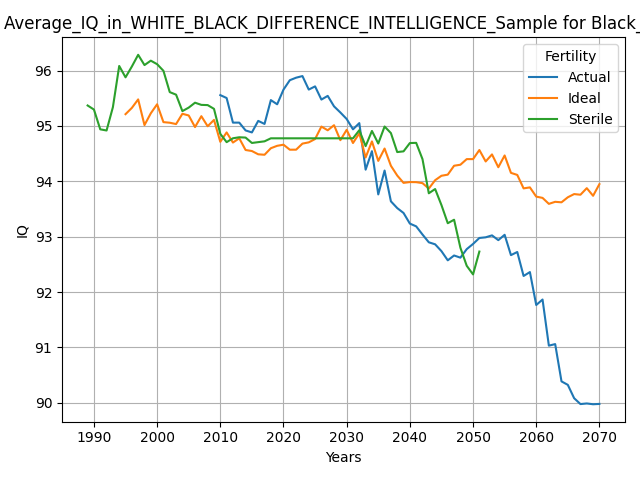 Average_IQ_in_WHITE_BLACK_DIFFERENCE_INTELLIGENCE_Sample for Black_
Fertility
Actual
Ideal
Sterile
IQ
96
95
94
93
92
91
90
1990 2000 2010 2020 2030 2040 2050 2060 2070
Years